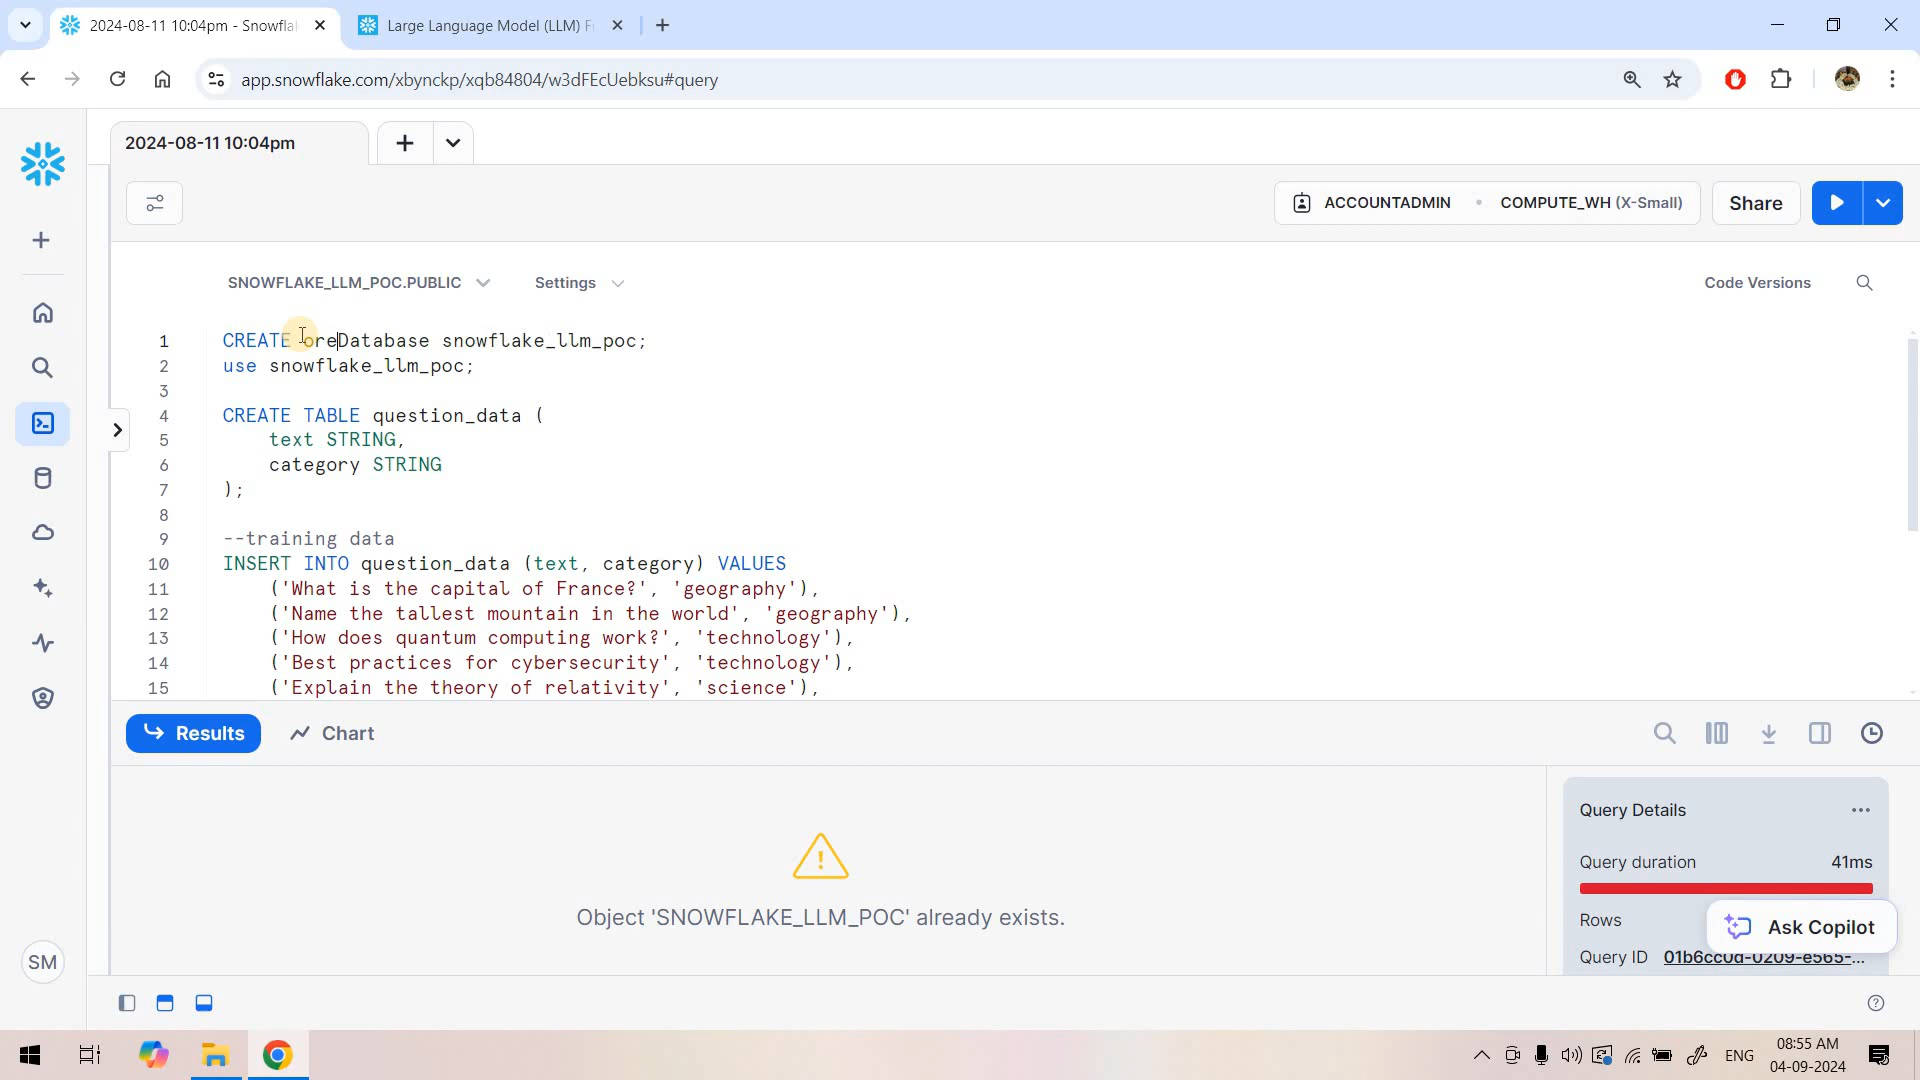 2024-08-11 10:04pm - Snowfla
Large Language Model (LLM) F
app.snowflake.com/xbynckp/xqb84804/w3dFEcUebksu#query
2024-08-11 10:04pm
ACCOUNTADMIN • COMPUTE_WH (X-Small)
Share
SNOWFLAKE_LLM_POC.PUBLIC
Settings
Code Versions
1 CREATE oreDatabase snowflake_llm_poc;
2 use snowflake_llm_poc;
3
4 CREATE TABLE question_data (
5 text STRING,
6 category STRING
7 );
8
9 --training data
10 INSERT INTO question_data (text, category) VALUES
11 ('What is the capital of France?', 'geography'),
12 ('Name the tallest mountain in the world', 'geography'),
13 ('How does quantum computing work?', 'technology'),
14 ('Best practices for cybersecurity', 'technology'),
15 ('Explain the theory of relativity', 'science'),
Results
Chart
Object 'SNOWFLAKE_LLM_POC' already exists.
Query Details
Query duration 41ms
Rows
Ask Copilot
Query ID 01b6cc0d-0209-e565-...
SM
ENG
08:55 AM
04-09-2024